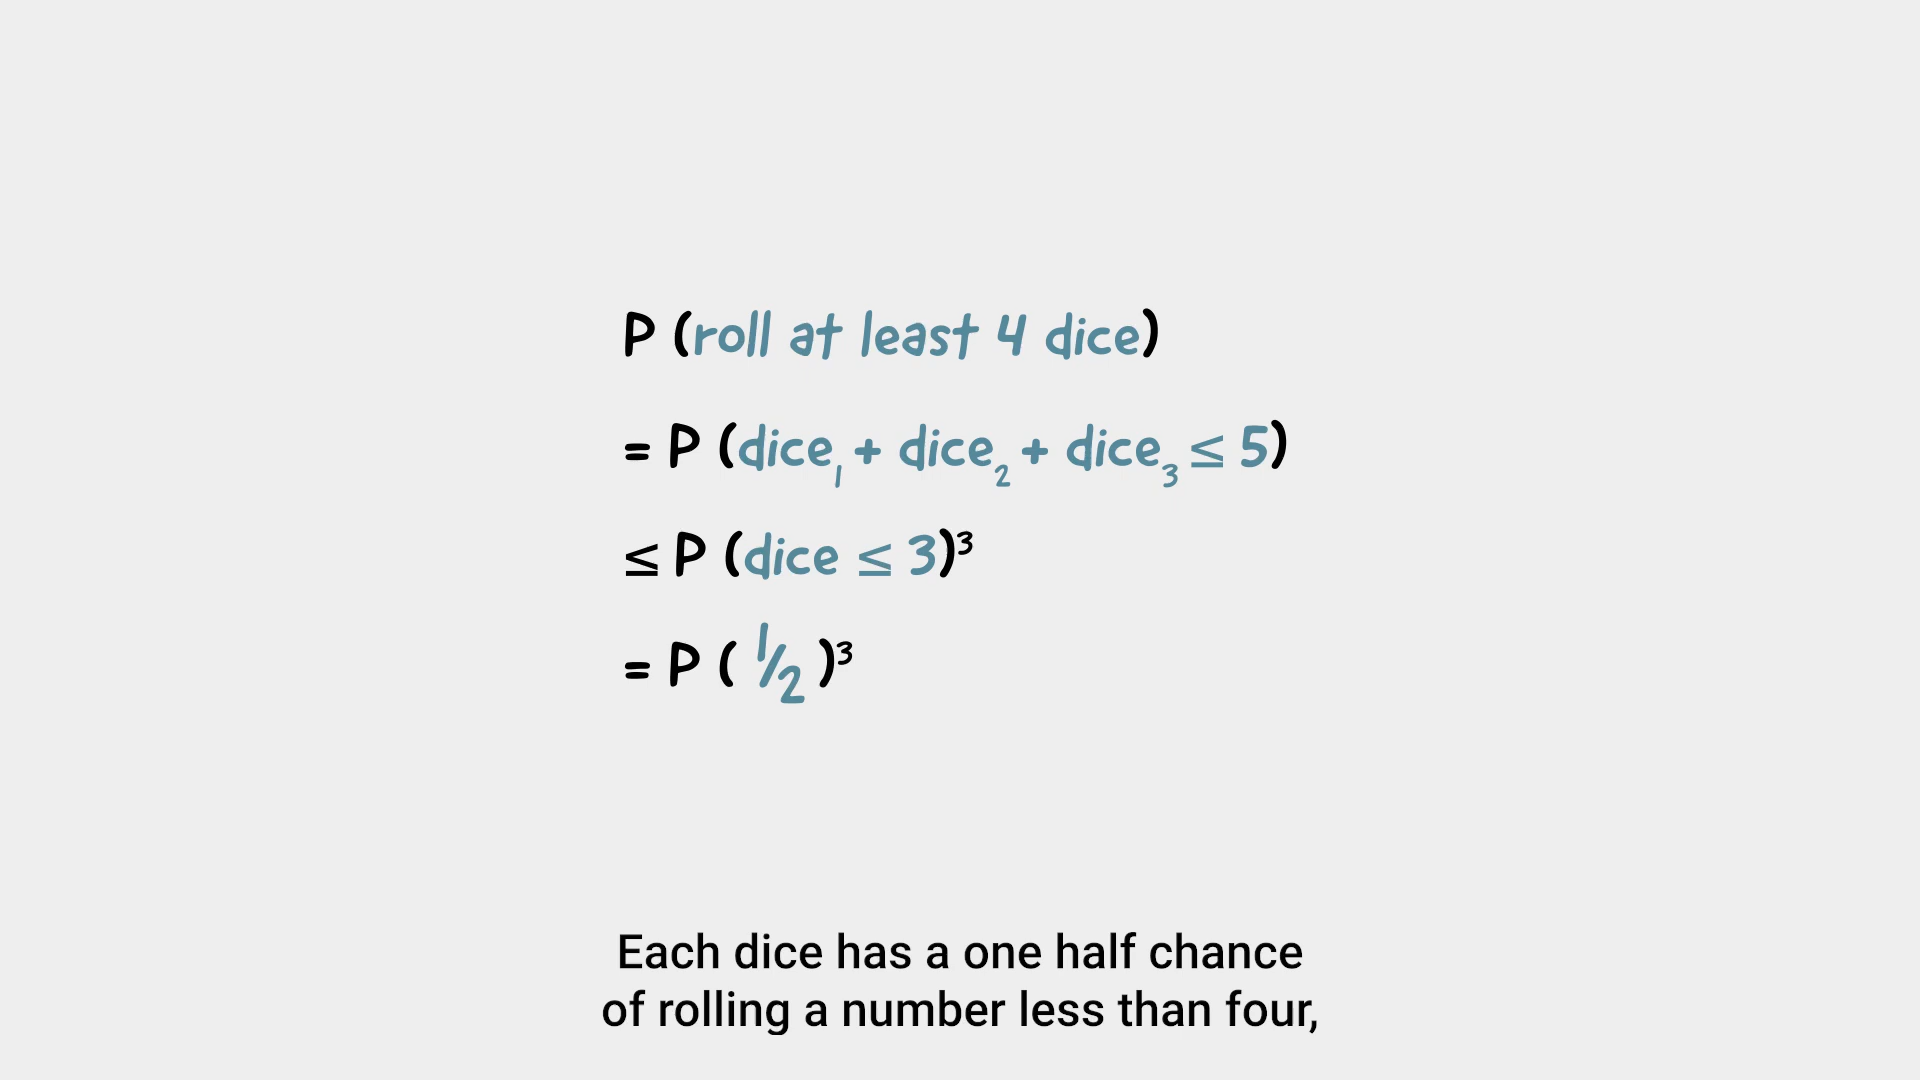 P (roll at least 4 dice)
= P (dice₁ + dice₂ + dice₃ ≤ 5)
≤ P (dice ≤ 3)³
= P ( ½ )³
Each dice has a one half chance
of rolling a number less than four,